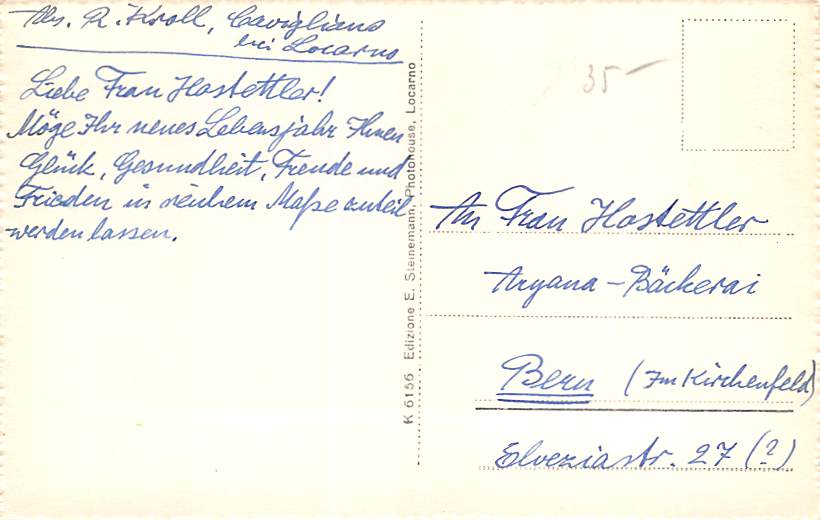 Abs. R. Kroll, Cavigliano
bei Locarno
Liebe Frau Hostettler!
Möge Ihr neues Lebensjahr Ihnen
Glück, Gesundheit, Freude und
Frieden in reichem Maße zuteil
werden lassen.
K 6156 Edizione E. Steinemann, Photohouse, Locarno
35 —
An Frau Hostettler
Aryana-Bäckerei
Bern (Im Kirchenfeld)
Elveziastr. 27 (?)